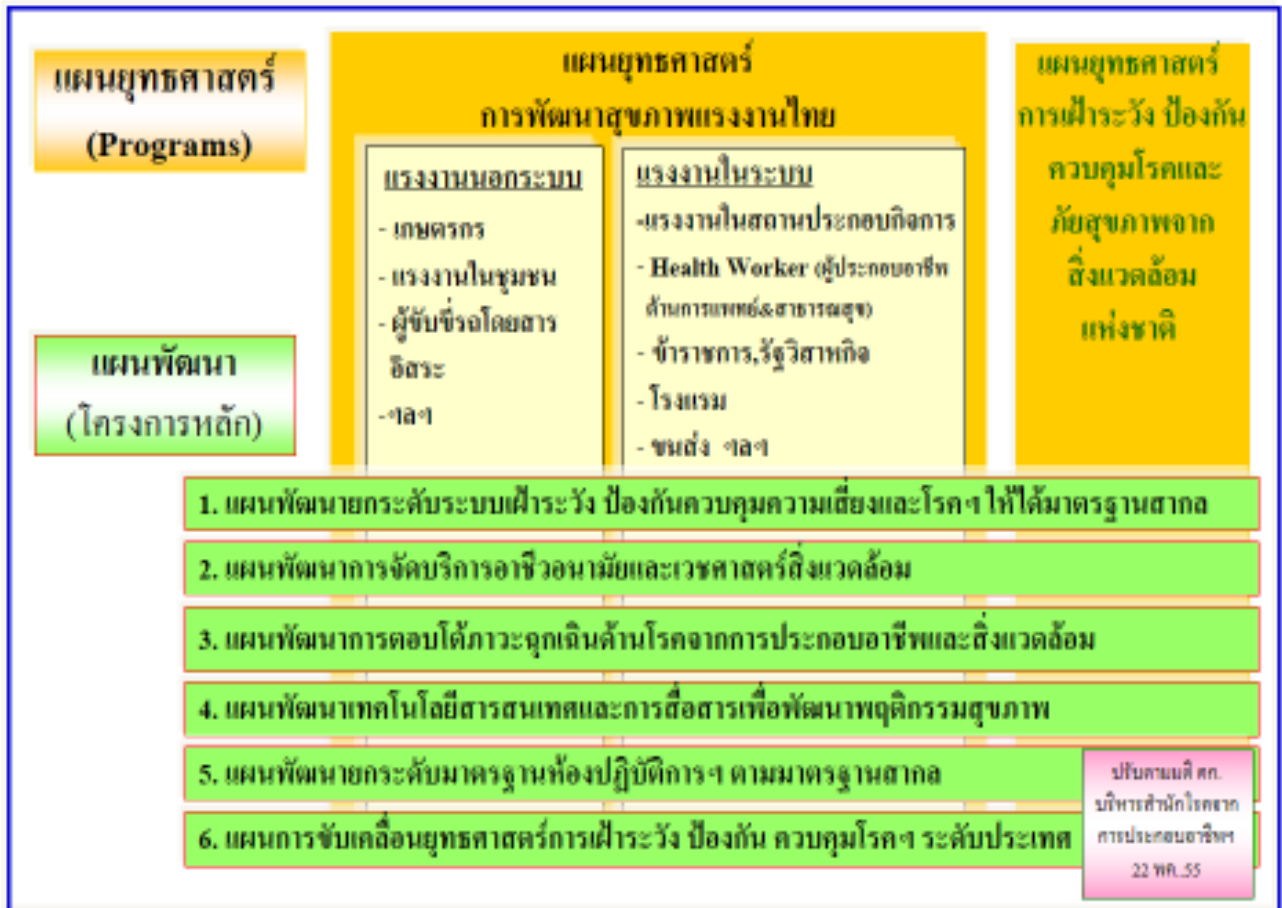 แผนยุทธศาสตร์
(Programs)
แผนยุทธศาสตร์
การพัฒนาสุขภาพแรงงานไทย
แรงงานนอกระบบ
- เกษตรกร
- แรงงานในชุมชน
- ผู้ขับขี่รถโดยสาร
อิสระ
-ฯลฯ
แรงงานในระบบ
-แรงงานในสถานประกอบกิจการ
- Health Worker (ผู้ประกอบอาชีพ
ด้านการแพทย์&สาธารณสุข)
- ข้าราชการ,รัฐวิสาหกิจ
- โรงแรม
- ขนส่ง ฯลฯ
แผนยุทธศาสตร์
การเฝ้าระวัง ป้องกัน
ควบคุมโรคและ
ภัยสุขภาพจาก
สิ่งแวดล้อม
แห่งชาติ
แผนพัฒนา
(โครงการหลัก)
1. แผนพัฒนายกระดับระบบเฝ้าระวัง ป้องกันควบคุมความเสี่ยงและโรคฯ ให้ได้มาตรฐานสากล
2. แผนพัฒนาการจัดบริการอาชีวอนามัยและเวชศาสตร์สิ่งแวดล้อม
3. แผนพัฒนาการตอบโต้ภาวะฉุกเฉินด้านโรคจากการประกอบอาชีพและสิ่งแวดล้อม
4. แผนพัฒนาเทคโนโลยีสารสนเทศและการสื่อสารเพื่อพัฒนาพฤติกรรมสุขภาพ
5. แผนพัฒนายกระดับมาตรฐานห้องปฏิบัติการฯ ตามมาตรฐานสากล
6. แผนการขับเคลื่อนยุทธศาสตร์การเฝ้าระวัง ป้องกัน ควบคุมโรคฯ ระดับประเทศ
ปรับตามมติ คก.
บริหารสำนักโรคจาก
การประกอบอาชีพฯ
22 พค..55